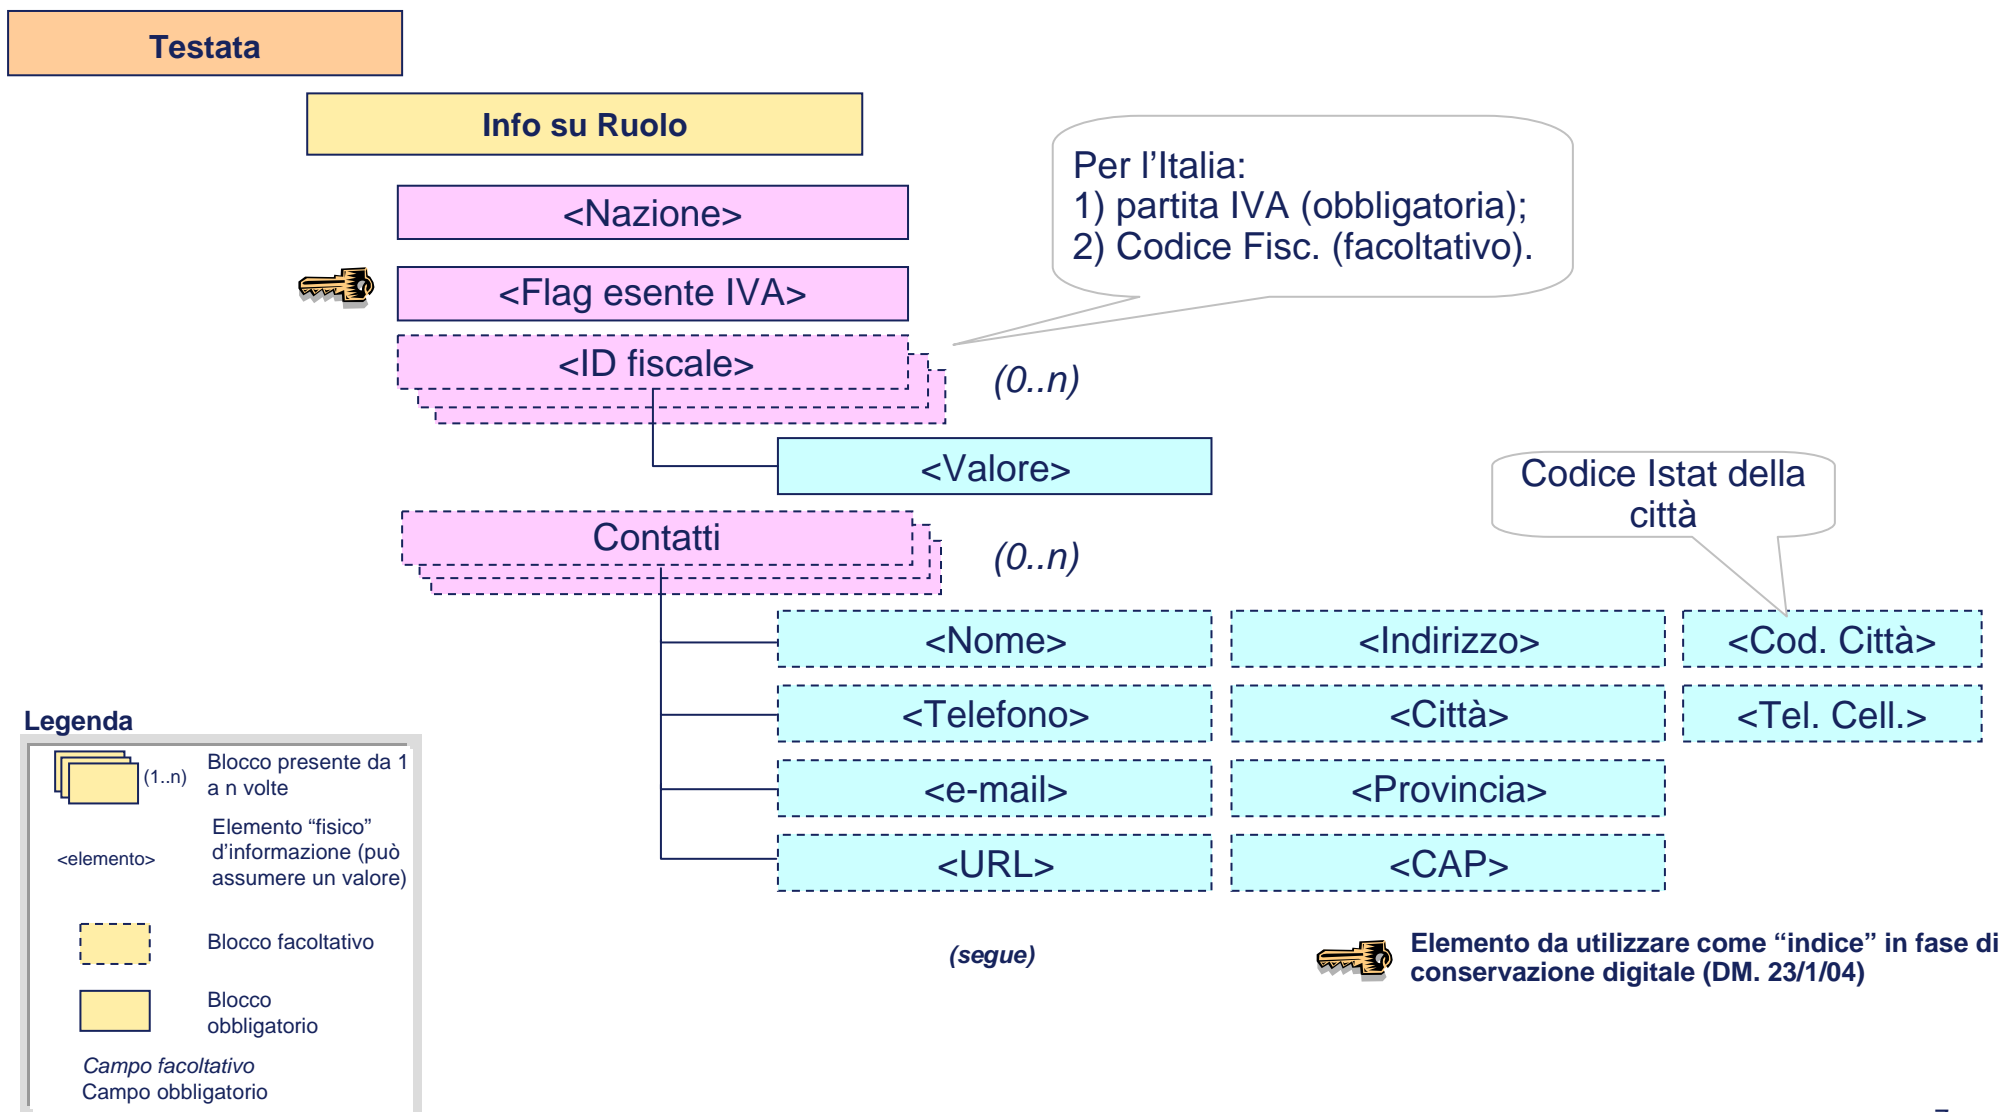 Testata
Info su Ruolo
<Nazione>
<Flag esente IVA>
<ID fiscale>
(0..n)
Per l’Italia:
1) partita IVA (obbligatoria);
2) Codice Fisc. (facoltativo).
<Valore>
Contatti
(0..n)
Codice Istat della
città
<Nome>
<Indirizzo>
<Cod. Città>
<Telefono>
<Città>
<Tel. Cell.>
<e-mail>
<Provincia>
<URL>
<CAP>
Legenda
(1..n)
Blocco presente da 1
a n volte
<elemento>
Elemento “fisico”
d’informazione (può
assumere un valore)
Blocco facoltativo
Blocco
obbligatorio
Campo facoltativo
Campo obbligatorio
(segue)
Elemento da utilizzare come “indice” in fase di
conservazione digitale (DM. 23/1/04)